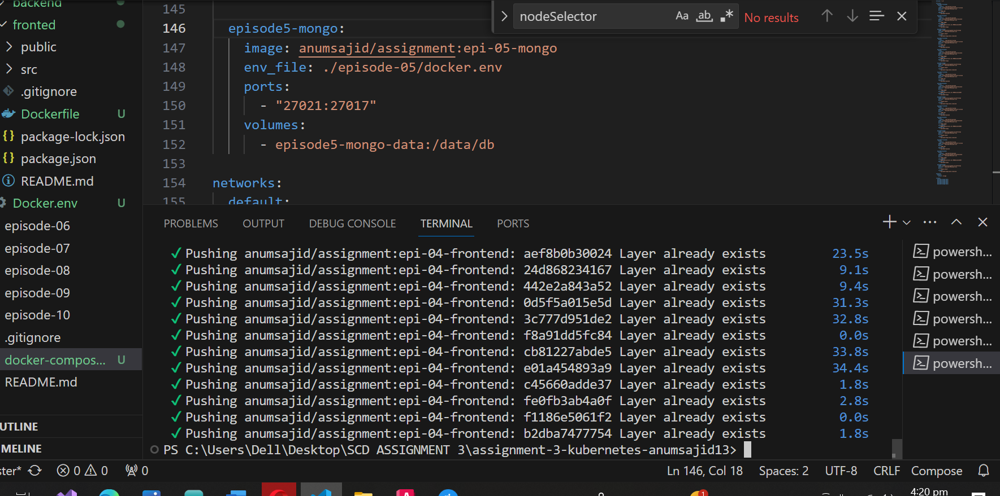 backend
fronted
public
src
.gitignore
Dockerfile U
package-lock.json
package.json
README.md
Docker.env U
episode-06
episode-07
episode-08
episode-09
episode-10
.gitignore
docker-compos... U
README.md
UTLINE
MELINE
nodeSelector Aa ab No results
145
146 episode5-mongo:
147 image: anumsajid/assignment:epi-05-mongo
148 env_file: ./episode-05/docker.env
149 ports:
150 - "27021:27017"
151 volumes:
152 - episode5-mongo-data:/data/db
153
154 networks:
155 default:
PROBLEMS OUTPUT DEBUG CONSOLE TERMINAL PORTS
✓ Pushing anumsajid/assignment:epi-04-frontend: aef8b0b30024 Layer already exists 23.5s
✓ Pushing anumsajid/assignment:epi-04-frontend: 24d868234167 Layer already exists 9.1s
✓ Pushing anumsajid/assignment:epi-04-frontend: 442e2a843a52 Layer already exists 9.4s
✓ Pushing anumsajid/assignment:epi-04-frontend: 0d5f5a015e5d Layer already exists 31.3s
✓ Pushing anumsajid/assignment:epi-04-frontend: 3c777d951de2 Layer already exists 32.8s
✓ Pushing anumsajid/assignment:epi-04-frontend: f8a91dd5fc84 Layer already exists 0.0s
✓ Pushing anumsajid/assignment:epi-04-frontend: cb81227abde5 Layer already exists 33.8s
✓ Pushing anumsajid/assignment:epi-04-frontend: e01a454893a9 Layer already exists 34.4s
✓ Pushing anumsajid/assignment:epi-04-frontend: c45660adde37 Layer already exists 1.8s
✓ Pushing anumsajid/assignment:epi-04-frontend: fe0fb3ab4a0f Layer already exists 2.8s
✓ Pushing anumsajid/assignment:epi-04-frontend: f1186e5061f2 Layer already exists 0.0s
✓ Pushing anumsajid/assignment:epi-04-frontend: b2dba7477754 Layer already exists 1.8s
PS C:\Users\Dell\Desktop\SCD ASSIGNMENT 3\assignment-3-kubernetes-anumsajid13>
powersh...
powersh...
powersh...
powersh...
powersh...
powersh...
ster* 0 0 0 Ln 146, Col 18 Spaces: 2 UTF-8 CRLF Compose
1 4:20 pm